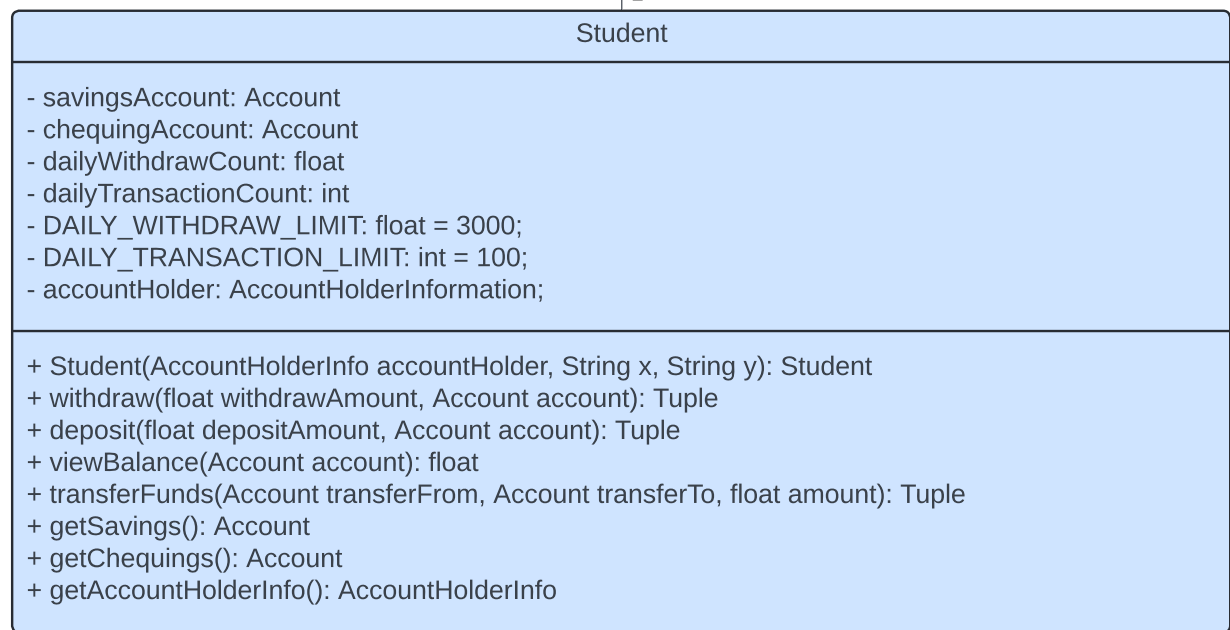 Student
- savingsAccount: Account
- chequingAccount: Account
- dailyWithdrawCount: float
- dailyTransactionCount: int
- DAILY_WITHDRAW_LIMIT: float = 3000;
- DAILY_TRANSACTION_LIMIT: int = 100;
- accountHolder: AccountHolderInformation;
+ Student(AccountHolderInfo accountHolder, String x, String y): Student
+ withdraw(float withdrawAmount, Account account): Tuple
+ deposit(float depositAmount, Account account): Tuple
+ viewBalance(Account account): float
+ transferFunds(Account transferFrom, Account transferTo, float amount): Tuple
+ getSavings(): Account
+ getChequings(): Account
+ getAccountHolderInfo(): AccountHolderInfo